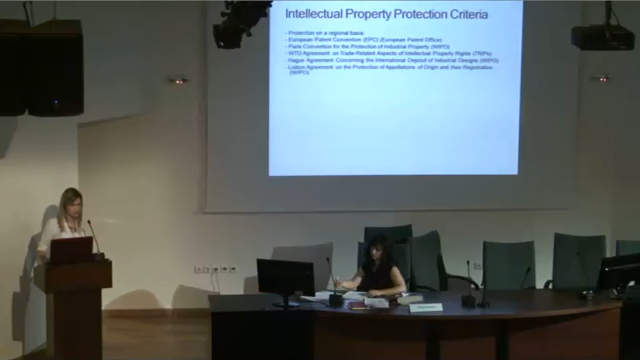 Intellectual Property Protection Criteria
- Protection on a regional basis:
- European Patent Convention (EPC) (European Patent Office)
- Paris Convention for the Protection of Industrial Property (WIPO)
- WTO Agreement on Trade-Related Aspects of Intellectual Property Rights (TRIPs)
- Hague Agreement Concerning the International Deposit of Industrial Designs (WIPO)
- Lisbon Agreement on the Protection of Appellations of Origin and their Registration
(WIPO)